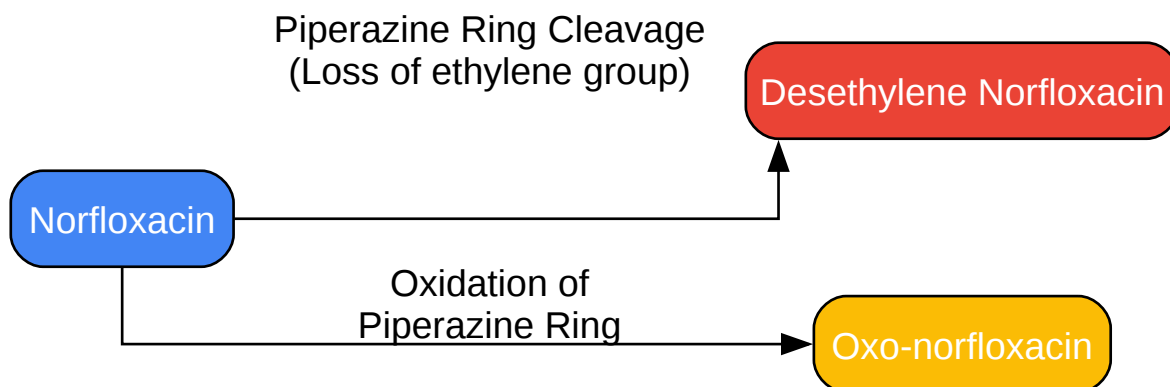 Piperazine Ring Cleavage
(Loss of ethylene group)
Desethylene Norfloxacin
Norfloxacin
Oxidation of
Piperazine Ring
Oxo-norfloxacin